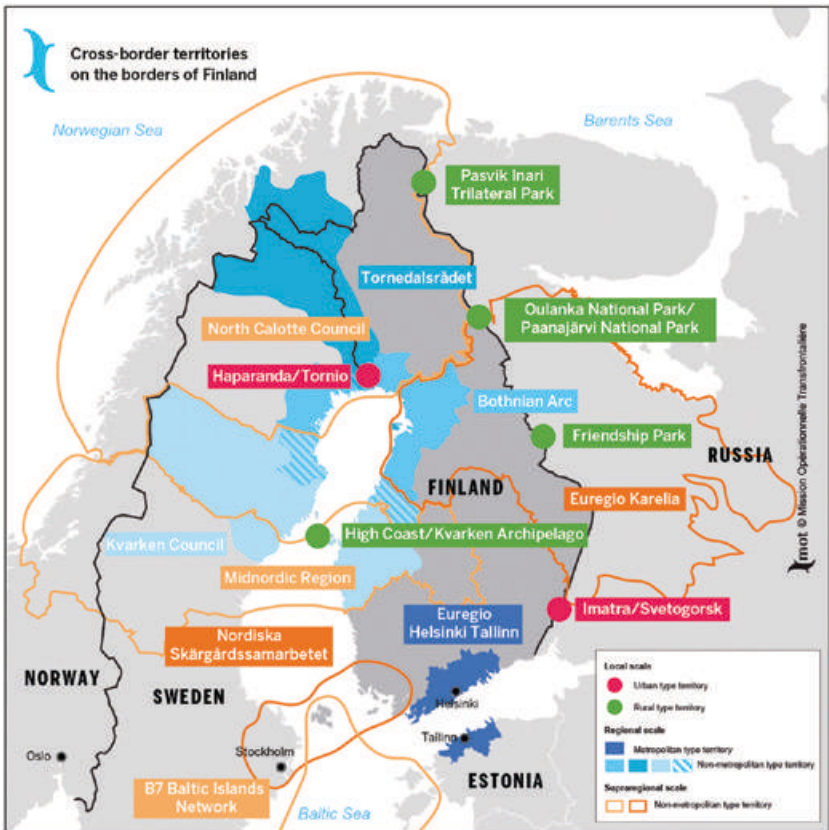 Cross-border territories
on the borders of Finland
Norwegian Sea
Barents Sea
Pasvik Inari
Trilateral Park
Tornedalsrådet
Oulanka National Park/
Paanajärvi National Park
North Calotte Council
Haparanda/Tornio
Bothnian Arc
Friendship Park
RUSSIA
FINLAND
Euregio Karelia
High Coast/Kvarken Archipelago
Kvarken Council
Midnordic Region
Imatra/Svetogorsk
Euregio
Helsinki Tallinn
Nordiska
Skärgårdssamarbetet
NORWAY
SWEDEN
Helsinki
Tallinn
Oslo
Stockholm
ESTONIA
B7 Baltic Islands
Network
Baltic Sea
mot © Mission Opérationnelle Transfrontalière
Local scale
Urban type territory
Rural type territory
Regional scale
Metropolitan type territory
Non-metropolitan type territory
Supraregional scale
Non-metropolitan type territory